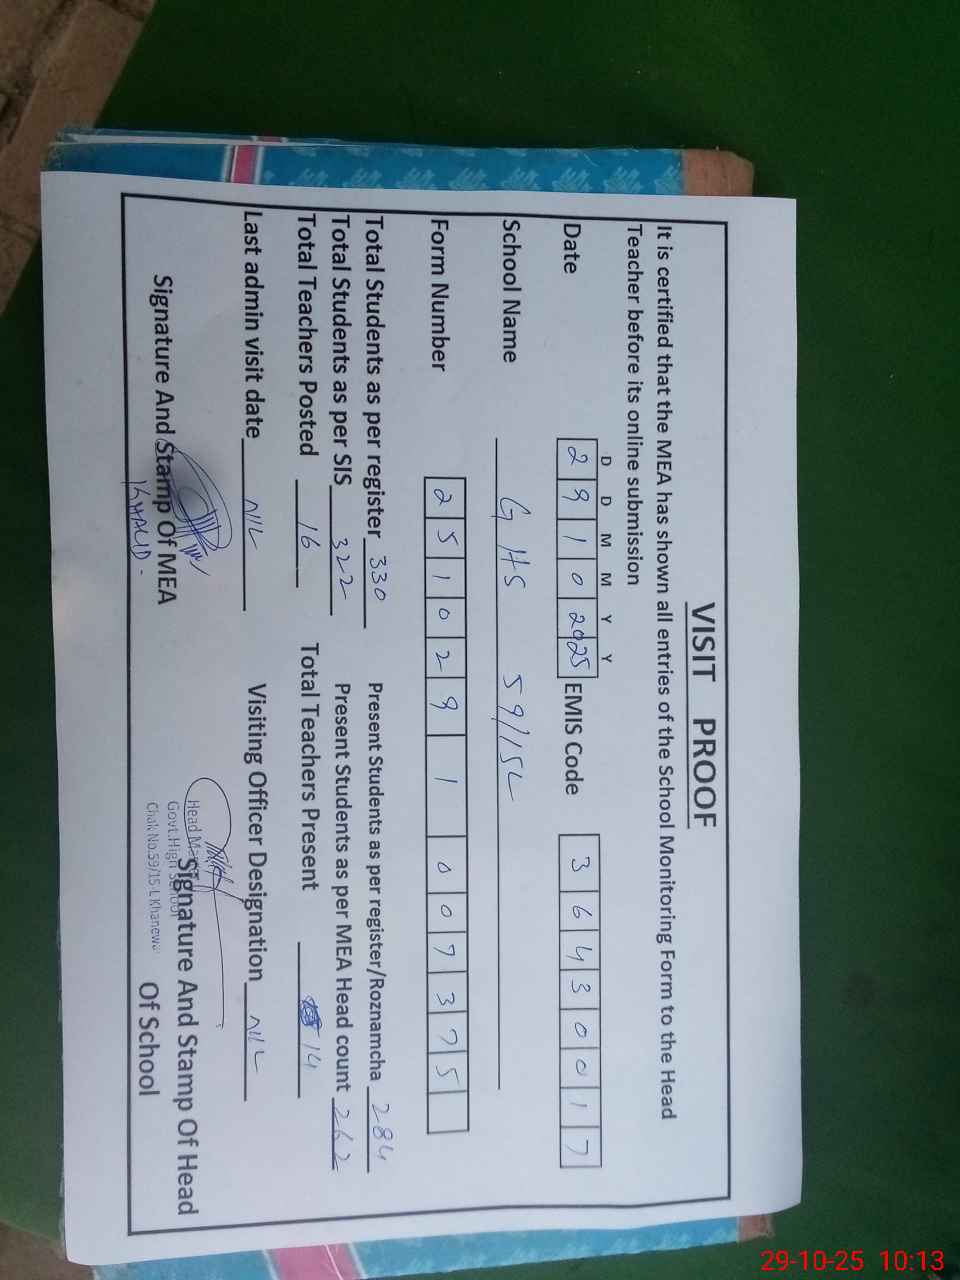 VISIT PROOF
It is certified that the MEA has shown all entries of the School Monitoring Form to the Head
Teacher before its online submission
D D M M Y Y
Date 2 9 1 0 2025 EMIS Code 3 6 4 3 0 0 1 7
School Name G HS 59/15L
Form Number 2 5 1 0 2 9 1 0 0 7 3 7 5
Total Students as per register 330 Present Students as per register/Roznamcha 284
Total Students as per SIS 322 Present Students as per MEA Head count 262
Total Teachers Posted 16 Total Teachers Present 14
Last admin visit date NIL Visiting Officer Designation NIL
Signature And Stamp Of MEA Signature And Stamp Of Head
Of School
KHALID.
Head
Govt.High School
Chak No.59/15-L Khanewal
29-10-25 10:13